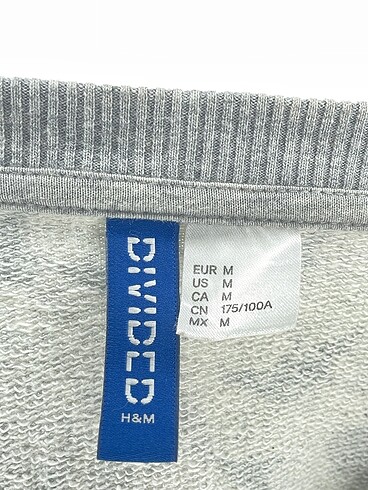 DIVIDED
H&M
EUR M
US M
CA M
CN 175/100A
MX M